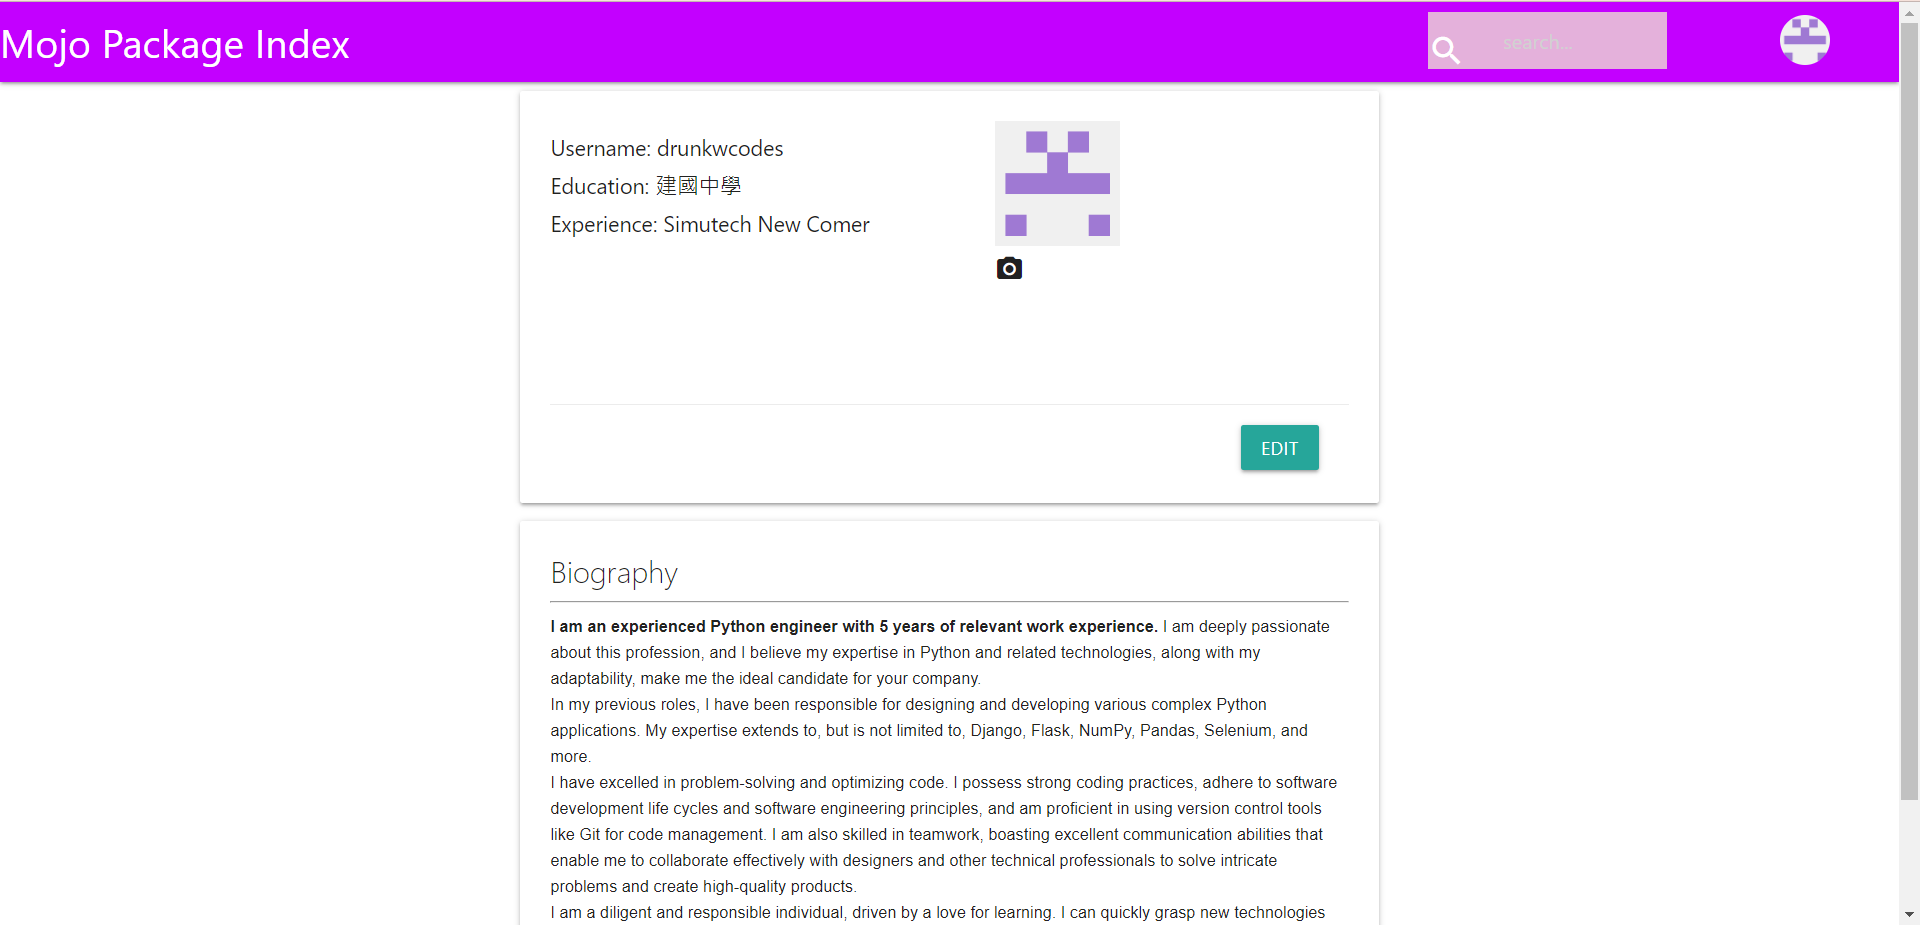 Mojo Package Index
search...
Username: drunkwcodes
Education: 建國中學
Experience: Simutech New Comer
EDIT
Biography
I am an experienced Python engineer with 5 years of relevant work experience. I am deeply passionate
about this profession, and I believe my expertise in Python and related technologies, along with my
adaptability, make me the ideal candidate for your company.
In my previous roles, I have been responsible for designing and developing various complex Python
applications. My expertise extends to, but is not limited to, Django, Flask, NumPy, Pandas, Selenium, and
more.
I have excelled in problem-solving and optimizing code. I possess strong coding practices, adhere to software
development life cycles and software engineering principles, and am proficient in using version control tools
like Git for code management. I am also skilled in teamwork, boasting excellent communication abilities that
enable me to collaborate effectively with designers and other technical professionals to solve intricate
problems and create high-quality products.
I am a diligent and responsible individual, driven by a love for learning. I can quickly grasp new technologies